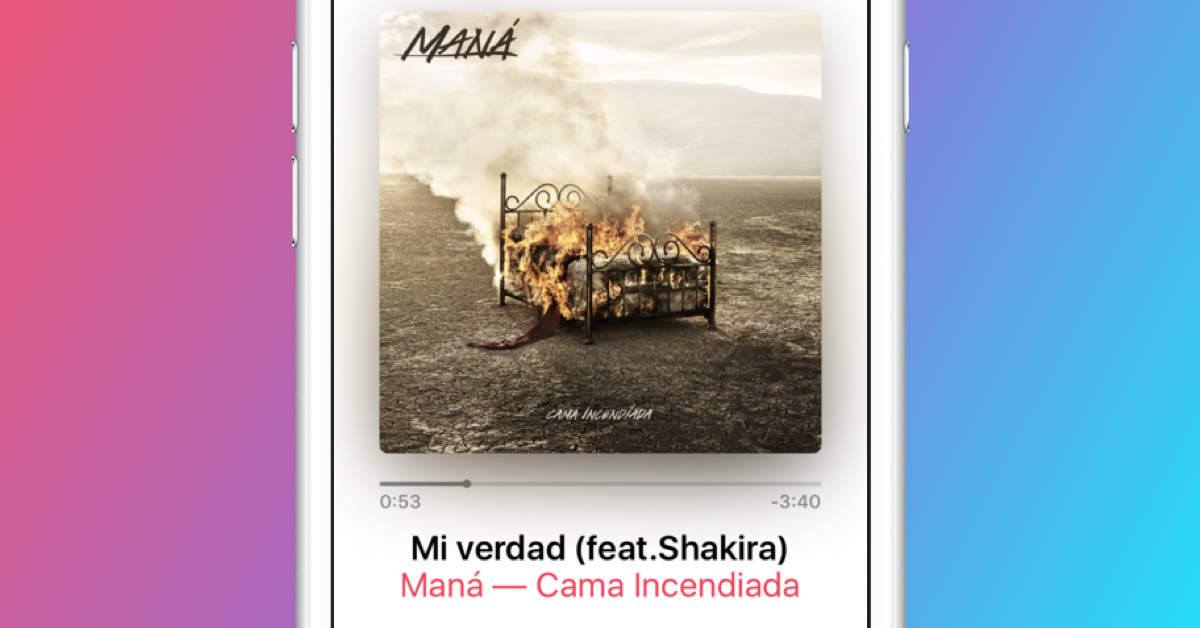 MANÁ
CAMA INCENDIADA
0:53
-3:40
Mi verdad (feat.Shakira)
Maná — Cama Incendiada